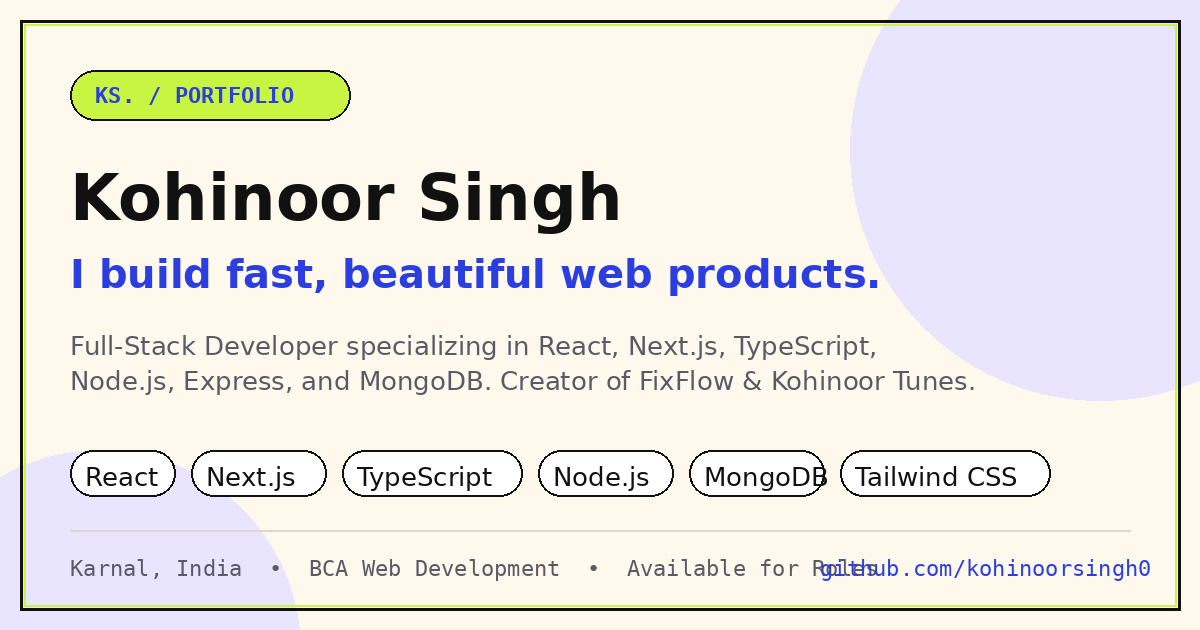 KS. / PORTFOLIO
Kohinoor Singh
I build fast, beautiful web products.
Full-Stack Developer specializing in React, Next.js, TypeScript,
Node.js, Express, and MongoDB. Creator of FixFlow & Kohinoor Tunes.
React Next.js TypeScript Node.js MongoDB Tailwind CSS
Karnal, India • BCA Web Development • Available for Roles github.com/kohinoorsingh0